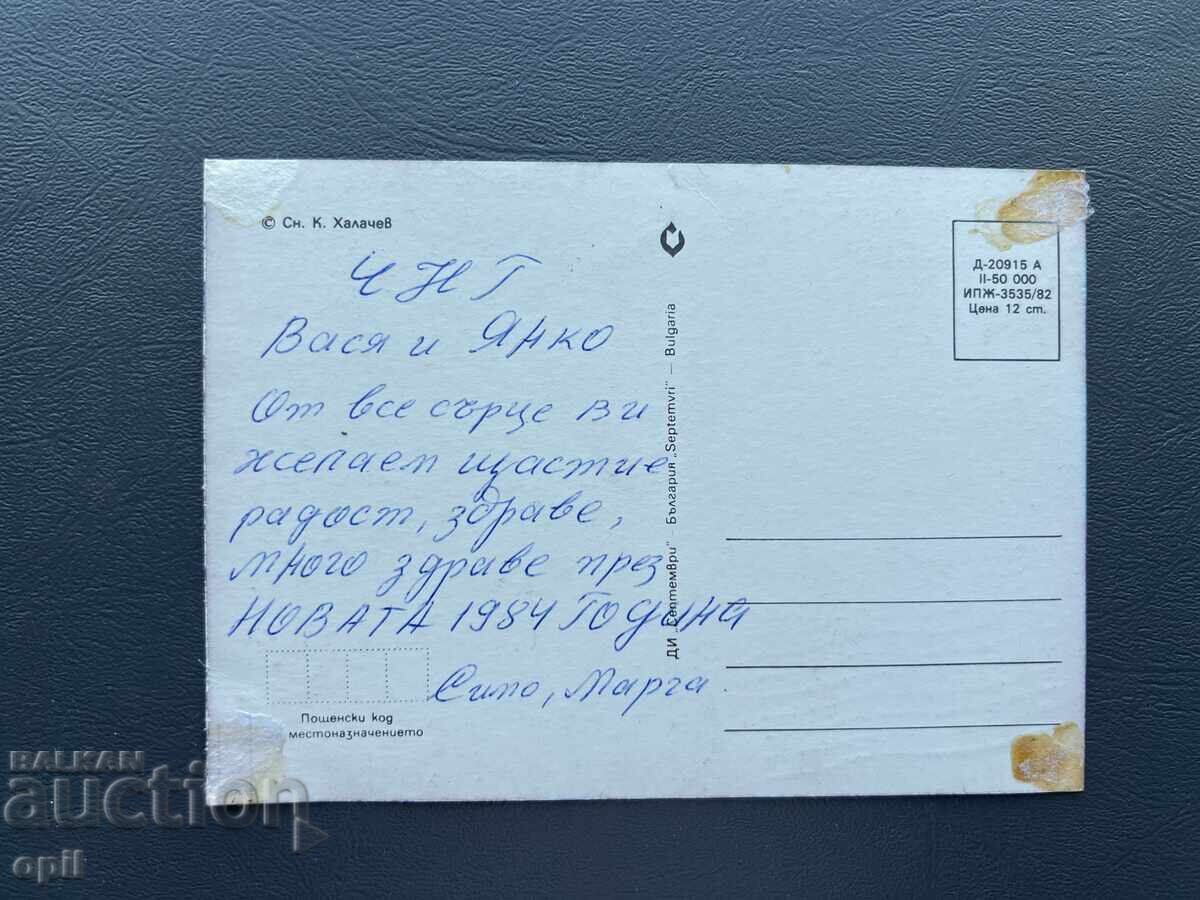 © Сн. К. Халачев
ЧНГ
Вася и Янко
От все сърце ви
желаем щастие
радост, здраве,
много здраве през
НОВАТА 1984 Година
Симо, Марга
Пощенски код
местоназначението
ДИ „Септември" — България „Septemvri" — Bulgaria
Д-20915 А
II-50 000
ИПЖ-3535/82
Цена 12 ст.
BALKAN
auction
opil